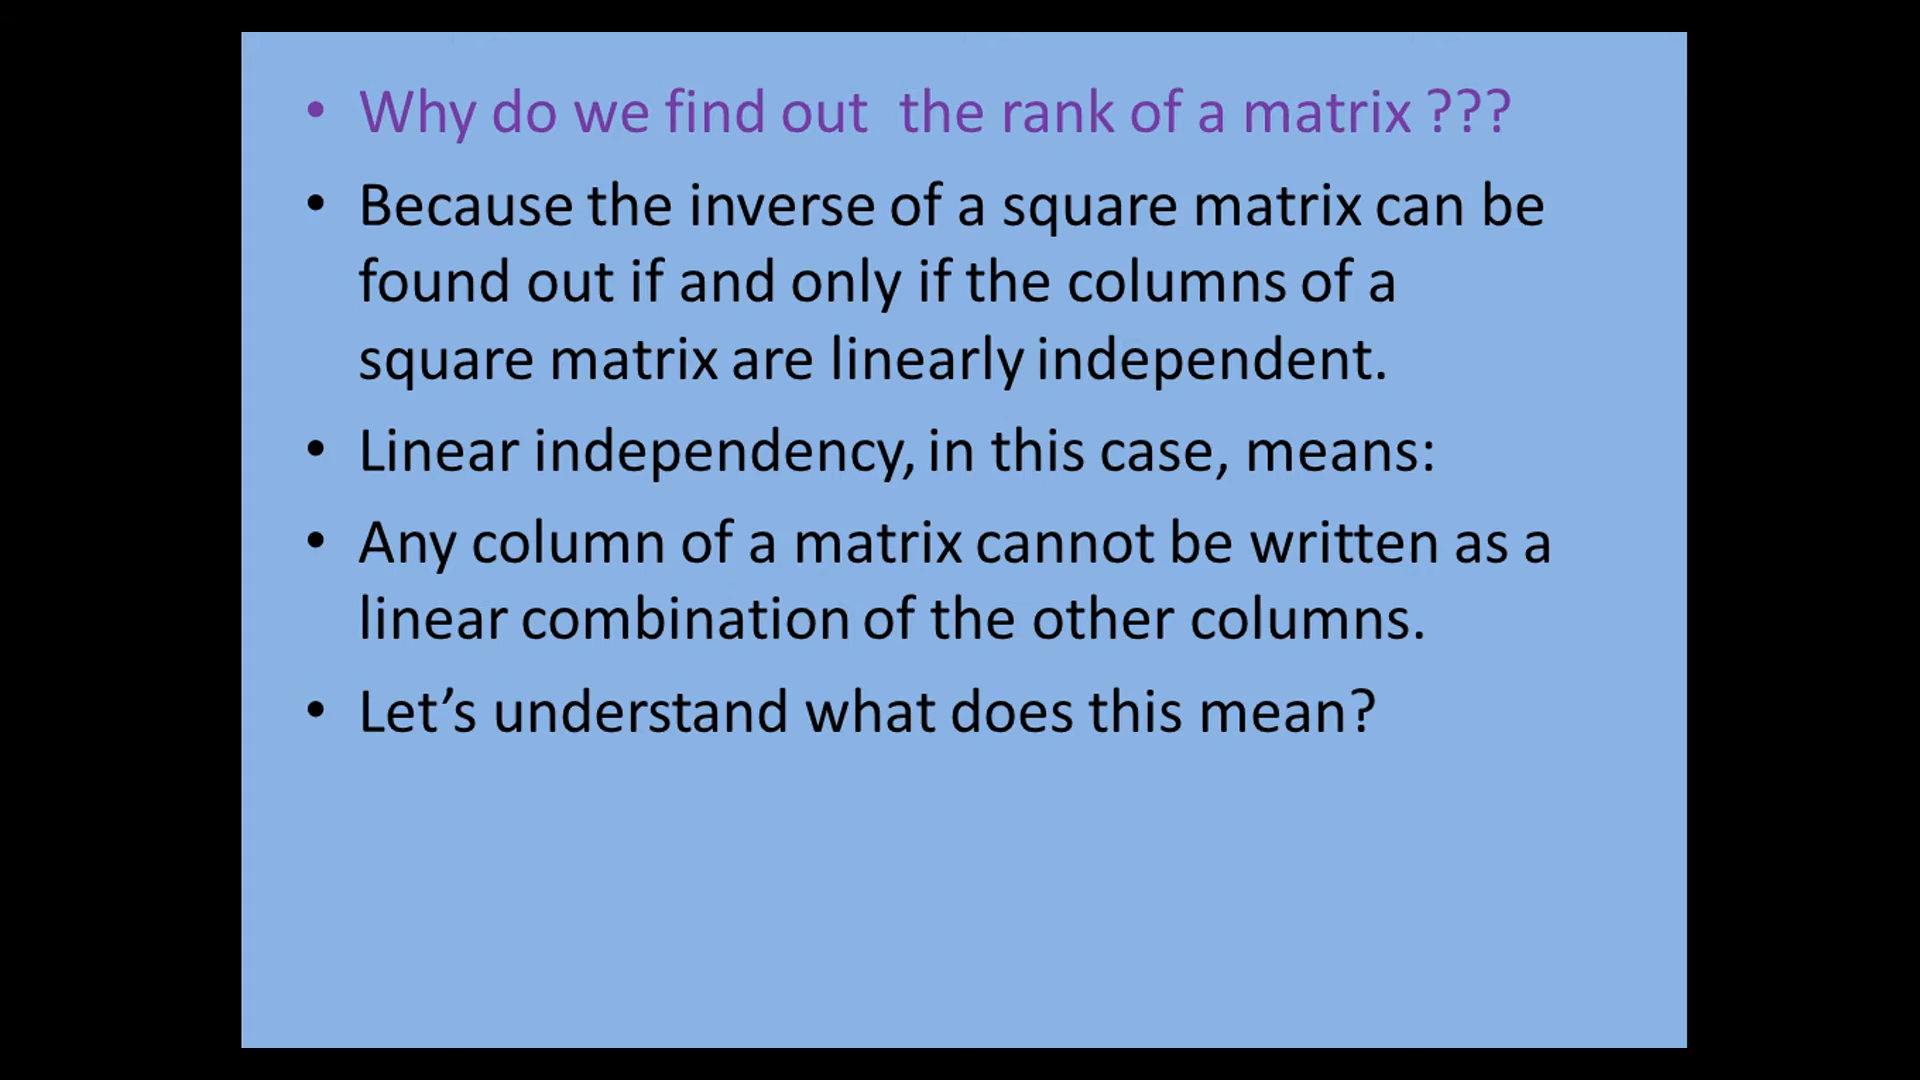 • Why do we find out  the rank of a matrix ???
• Because the inverse of a square matrix can be
found out if and only if the columns of a
square matrix are linearly independent.
• Linear independency, in this case, means:
• Any column of a matrix cannot be written as a
linear combination of the other columns.
• Let’s understand what does this mean?